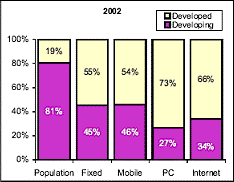 2002
Developed
Developing
100%
80%
60%
40%
20%
0%
19% 55% 54% 73% 66%
81% 45% 46% 27% 34%
Population Fixed Mobile PC Internet